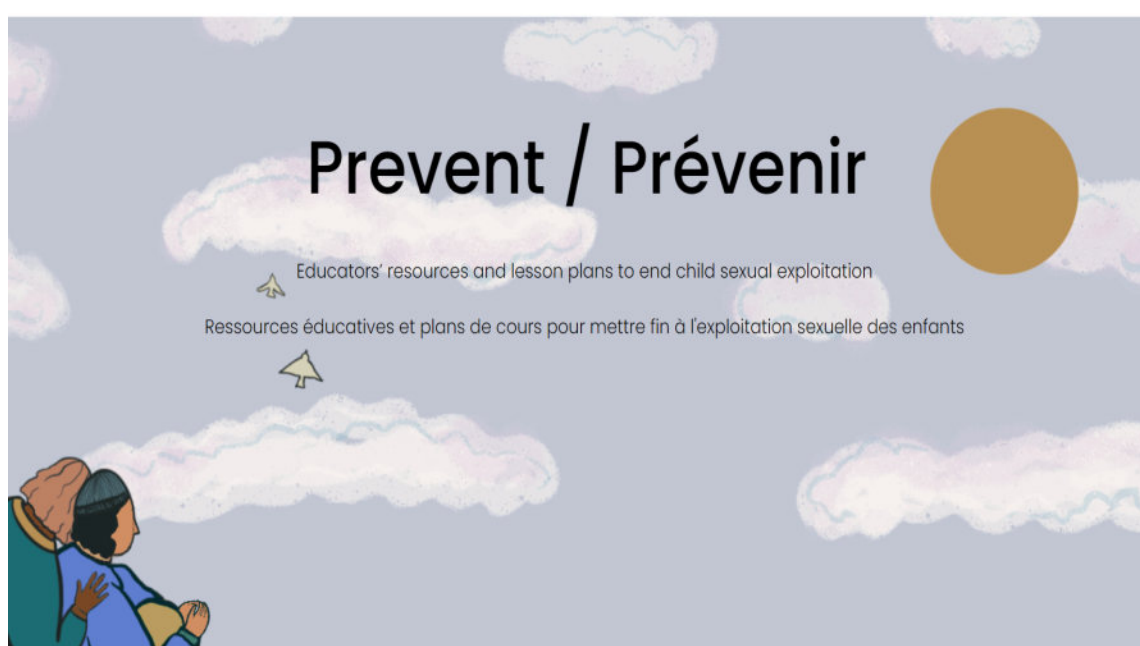 Prevent / Prévenir
Educators’ resources and lesson plans to end child sexual exploitation
Ressources éducatives et plans de cours pour mettre fin à l'exploitation sexuelle des enfants